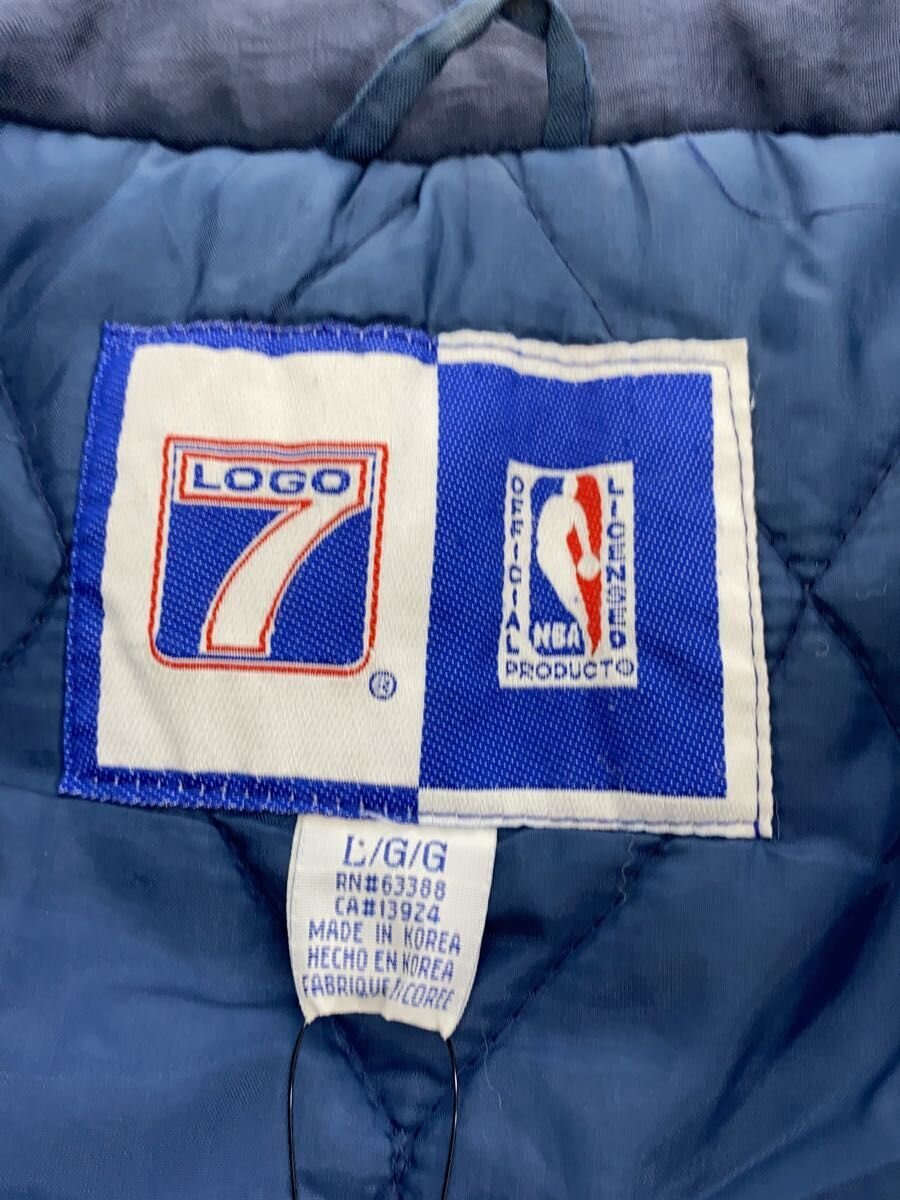 LOGO
7
®
OFFICIAL
LICENSED
NBA
PRODUCT
L/G/G
RN#63388
CA#13924
MADE IN KOREA
HECHO EN KOREA
FABRIQUE/COREE